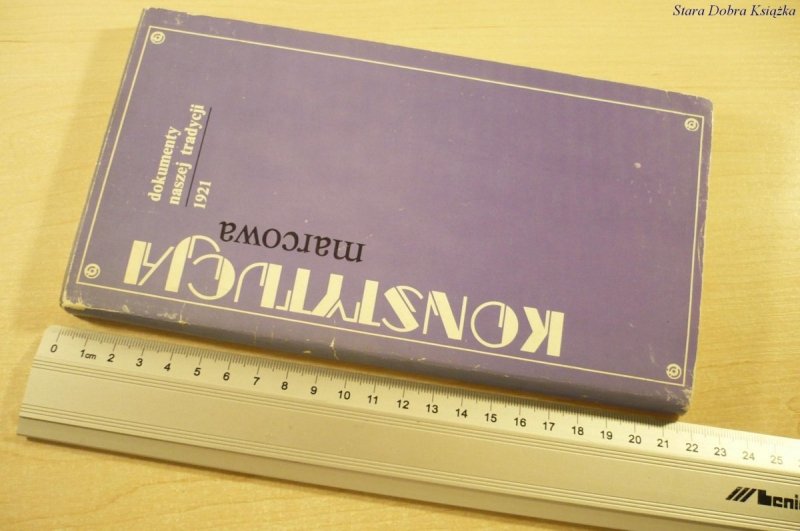 Stara Dobra Książka
dokumenty
naszej tradycji
1921
marcowa
KONSTYTUCJA
0 1cm 2 3 4 5 6 7 8 9 10 11 12 13 14 15 16 17 18 19 20 21 22 23 24 25